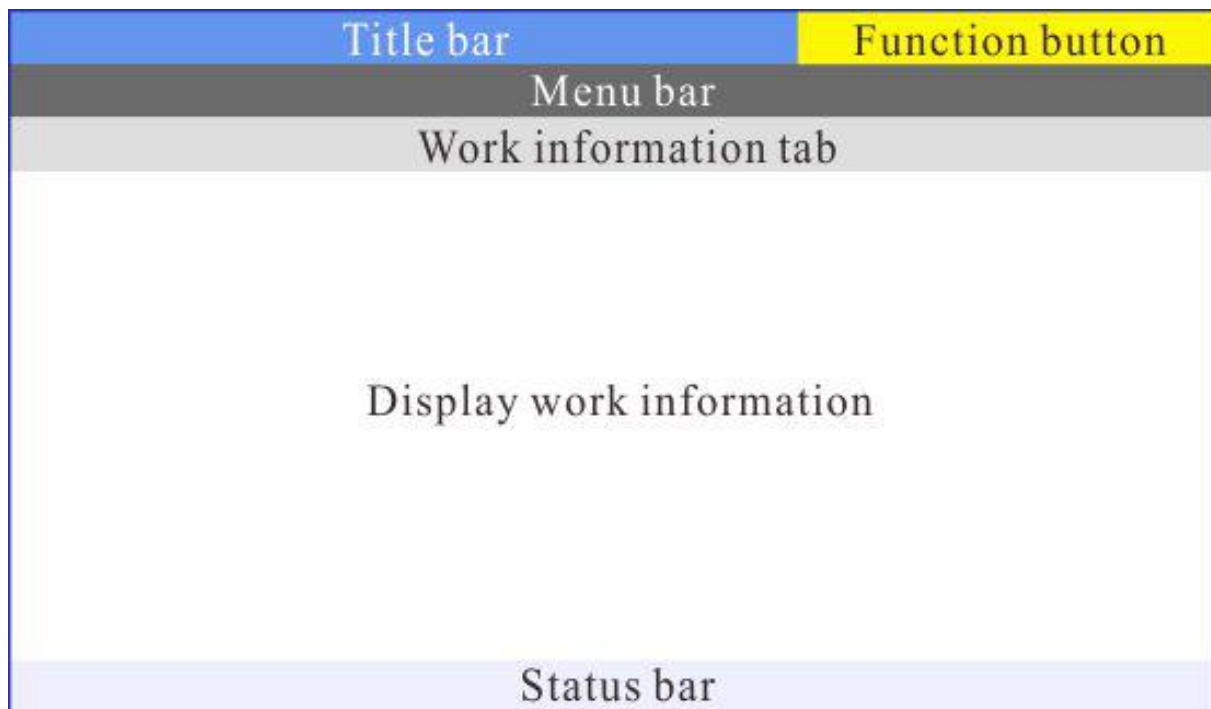 Title bar
Function button
Menu bar
Work information tab
Display work information
Status bar